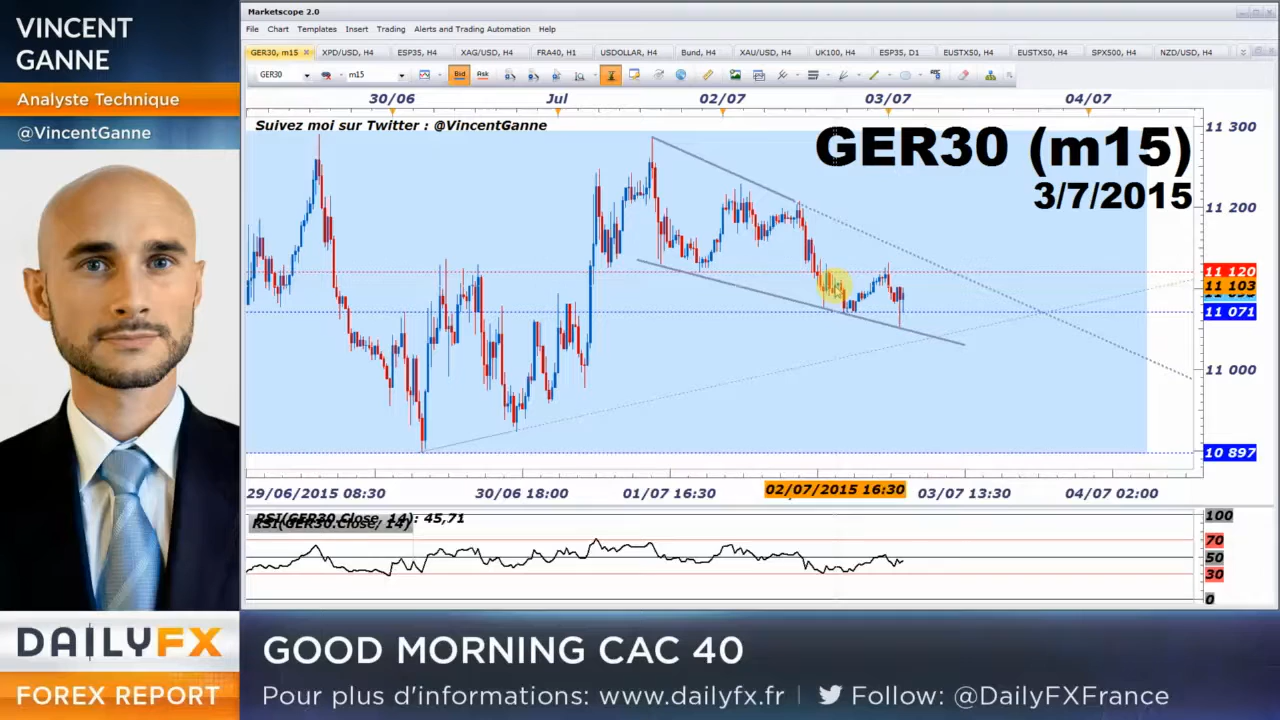 VINCENT
GANNE
Analyste Technique
@VincentGanne
Marketscope 2.0
File Chart Templates Insert Trading Alerts and Trading Automation Help
GER30, m15 XPD/USD, H4 ESP35, H4 XAG/USD, H4 FRA40, H1 USDOLLAR, H4 Bund, H4 XAU/USD, H4 UK100, H4 ESP35, D1 EUSTX50, H4 EUSTX50, H4 SPX500, H4 NZD/USD, H4
GER30 m15 Bid Ask
30/06 Jul 02/07 03/07 04/07
Suivez moi sur Twitter : @VincentGanne
GER30 (m15)
3/7/2015
11 300
11 200
11 120
11 103
11 071
11 000
10 897
29/06/2015 08:30 30/06 18:00 01/07 16:30 02/07/2015 16:30 03/07 13:30 04/07 02:00
RSI(GER30.Close, 14): 45,71
RSI(GER30.Close, 14)
100
70
50
30
0
DAILYFX
FOREX REPORT
GOOD MORNING CAC 40
Pour plus d'informations: www.dailyfx.fr | Follow: @DailyFXFrance